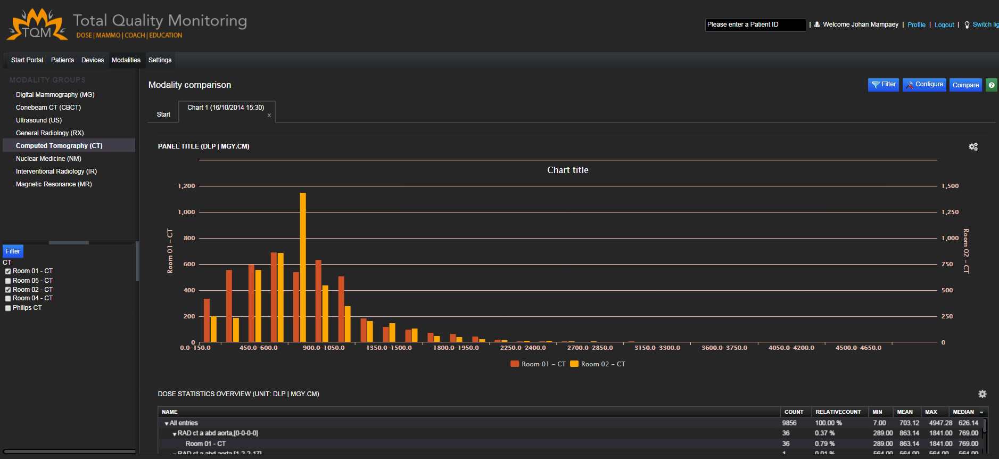 TQM
Total Quality Monitoring
DOSE | MAMMO | COACH | EDUCATION
Please enter a Patient ID | Welcome Johan Mampaey | Profile | Logout | Switch lig
Start Portal Patients Devices Modalities Settings
MODALITY GROUPS
Digital Mammography (MG)
Conebeam CT (CBCT)
Ultrasound (US)
General Radiology (RX)
Computed Tomography (CT)
Nuclear Medicine (NM)
Interventional Radiology (IR)
Magnetic Resonance (MR)
Filter
CT
Room 01 - CT
Room 05 - CT
Room 02 - CT
Room 04 - CT
Philips CT
Modality comparison
Filter Configure Compare ?
Start
Chart 1 (16/10/2014 15:30) x
PANEL TITLE (DLP | MGY.CM)
Chart title
1,200 1,500
1,000 1,250
800 1,000
600 750
400 500
200 250
0 0
Room 01 - CT
Room 02 - CT
0.0-150.0 450.0-600.0 900.0-1050.0 1350.0-1500.0 1800.0-1950.0 2250.0-2400.0 2700.0-2850.0 3150.0-3300.0 3600.0-3750.0 4050.0-4200.0 4500.0-4650.0
Room 01 - CT Room 02 - CT
DOSE STATISTICS OVERVIEW (UNIT: DLP | MGY.CM)
NAME COUNT RELATIVECOUNT MIN MEAN MAX MEDIAN
All entries 9856 100.00 % 7.00 703.12 4947.28 626.14
RAD ct a abd aorta,[0-0-0-0] 36 0.37 % 289.00 863.14 1841.00 769.00
Room 01 - CT 36 0.79 % 289.00 863.14 1841.00 769.00
RAD ct a abd aorta,[1-2-2-17] 1 0.01 % 564.00 564.00 564.00 564.00